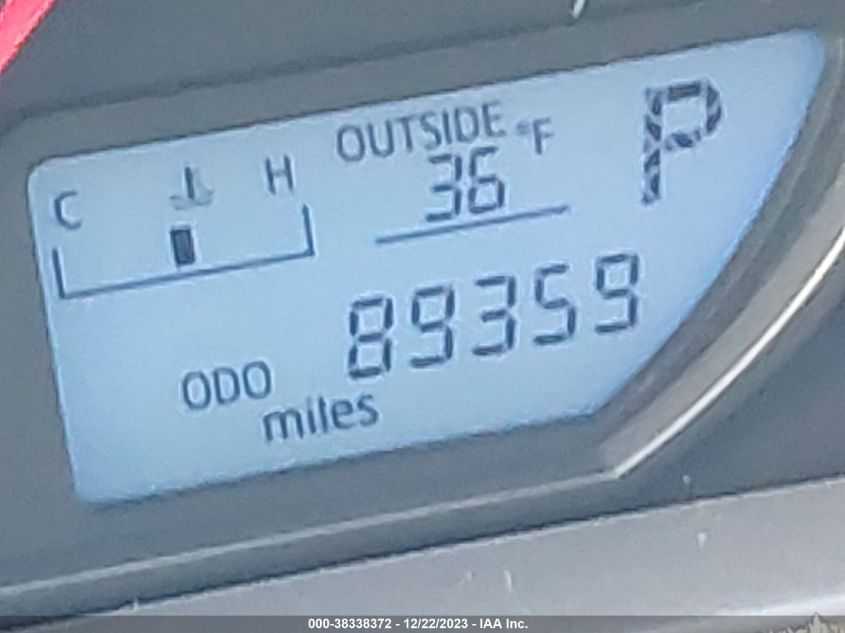 OUTSIDE °F
P
C H
36
89359
ODO
miles
000-38338372 - 12/22/2023 - IAA Inc.